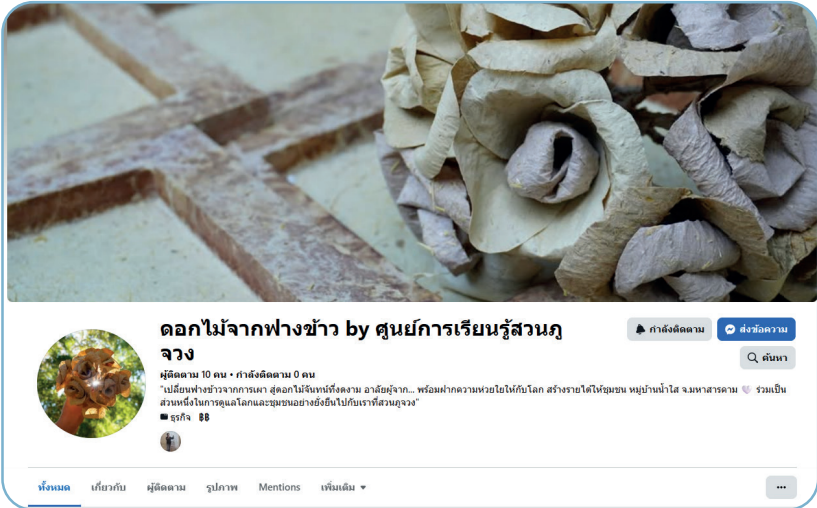 ดอกไม้จากฟางข้าว by ศูนย์การเรียนรู้สวนภู
จวง
กำลังติดตาม
ส่งข้อความ
ค้นหา
ผู้ติดตาม 10 คน • กำลังติดตาม 0 คน
"เปลี่ยนฟางข้าวจากการเผา สู่ดอกไม้จันทน์ที่งดงาม อาลัยผู้จาก... พร้อมฝากความห่วงใยให้กับโลก สร้างรายได้ให้ชุมชน หมู่บ้านน้ำใส จ.มหาสารคาม 🤍 ร่วมเป็น
ส่วนหนึ่งในการดูแลโลกและชุมชนอย่างยั่งยืนไปกับเราที่สวนภูจวง"
ธุรกิจ ฿฿
ทั้งหมด เกี่ยวกับ ผู้ติดตาม รูปภาพ Mentions เพิ่มเติม